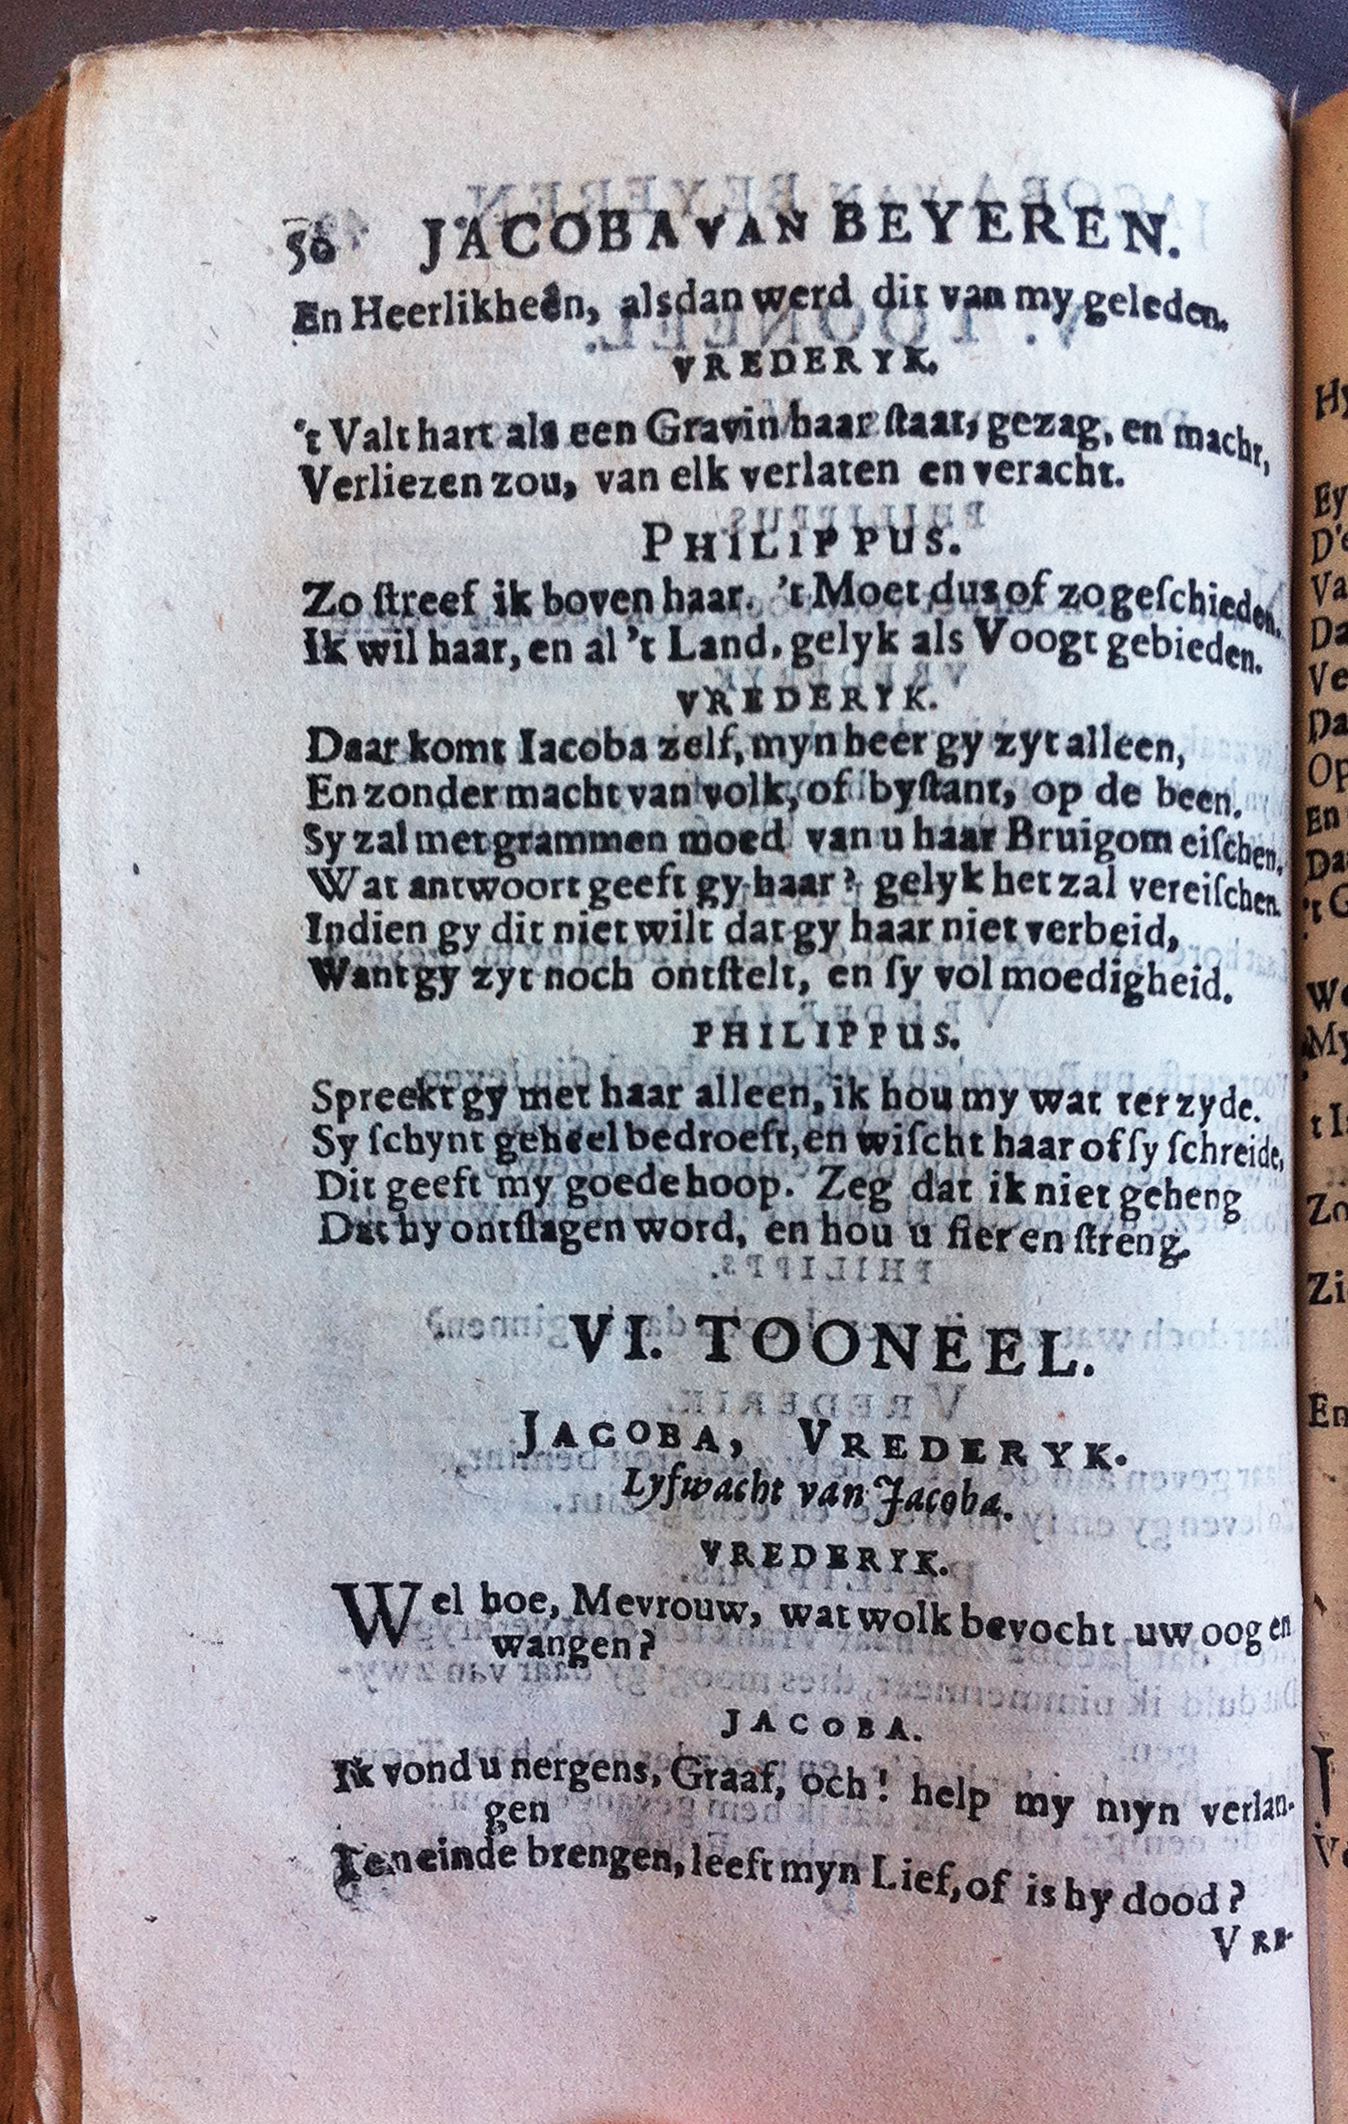 50 JACOBA VAN BEYEREN.
En Heerlikheên, alsdan werd dit van my geleden.
VREDERYK.
't Valt hart als een Gravin haar ſtaat, gezag, en macht,
Verliezen zou, van elk verlaten en veracht.
PHILIPPUS.
Zo ſtreef ik boven haar. 't Moet dus of zo geſchieden.
Ik wil haar, en al 't Land, gelyk als Voogt gebieden.
VREDERYK.
Daar komt Iacoba zelf, myn heer gy zyt alleen,
En zonder macht van volk, of byſtant, op de been.
Sy zal met grammen moed van u haar Bruigom eiſchen.
Wat antwoort geeft gy haar? gelyk het zal vereiſchen.
Indien gy dit niet wilt dat gy haar niet verbeid,
Want gy zyt noch ontſtelt, en ſy vol moedigheid.
PHILIPPUS.
Spreekt gy met haar alleen, ik hou my wat ter zyde.
Sy ſchynt geheel bedroeft, en wiſcht haar of ſy ſchreide,
Dit geeft my goede hoop. Zeg dat ik niet geheng
Dat hy ontſlagen word, en hou u fier en ſtreng.
VI. TOONEEL.
JACOBA, VREDERYK.
Lyfwacht van Jacoba.
VREDERYK.
Wel hoe, Mevrouw, wat wolk bevocht uw oog en
wangen?
JACOBA.
Ik vond u nergens, Graaf, och! help my myn verlan-
gen
Ten einde brengen, leeft myn Lief, of is hy dood?
VRE-